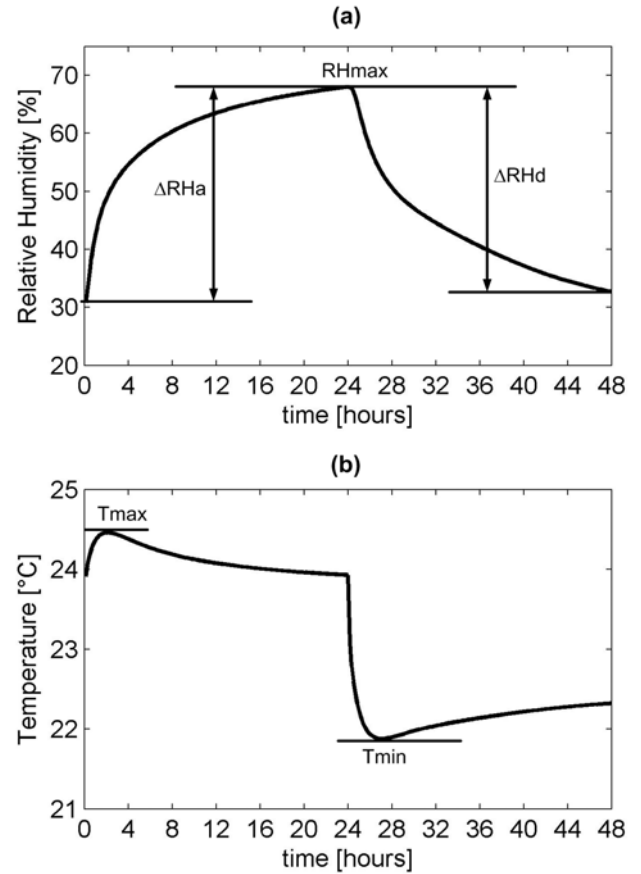 (a)
Relative Humidity [%]
70
60
50
40
30
20
RHmax
ΔRHa
ΔRHd
0 4 8 12 16 20 24 28 32 36 40 44 48
time [hours]
(b)
Temperature [°C]
25
24
23
22
21
Tmax
Tmin
0 4 8 12 16 20 24 28 32 36 40 44 48
time [hours]